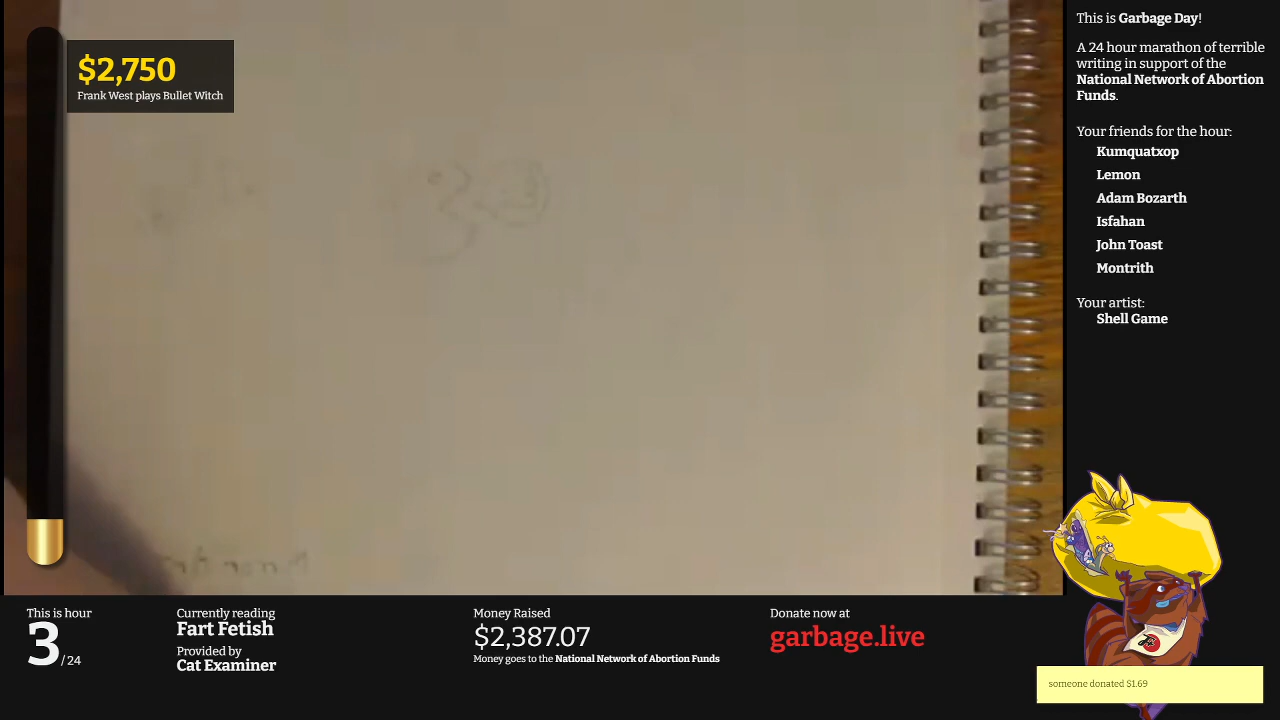 $2,750
Frank West plays Bullet Witch
This is Garbage Day!
A 24 hour marathon of terrible
writing in support of the
National Network of Abortion
Funds.
Your friends for the hour:
Kumquatxop
Lemon
Adam Bozarth
Isfahan
John Toast
Montrith
Your artist:
Shell Game
This is hour
3/24
Currently reading
Fart Fetish
Provided by
Cat Examiner
Money Raised
$2,387.07
Money goes to the National Network of Abortion Funds
Donate now at
garbage.live
someone donated $1.69